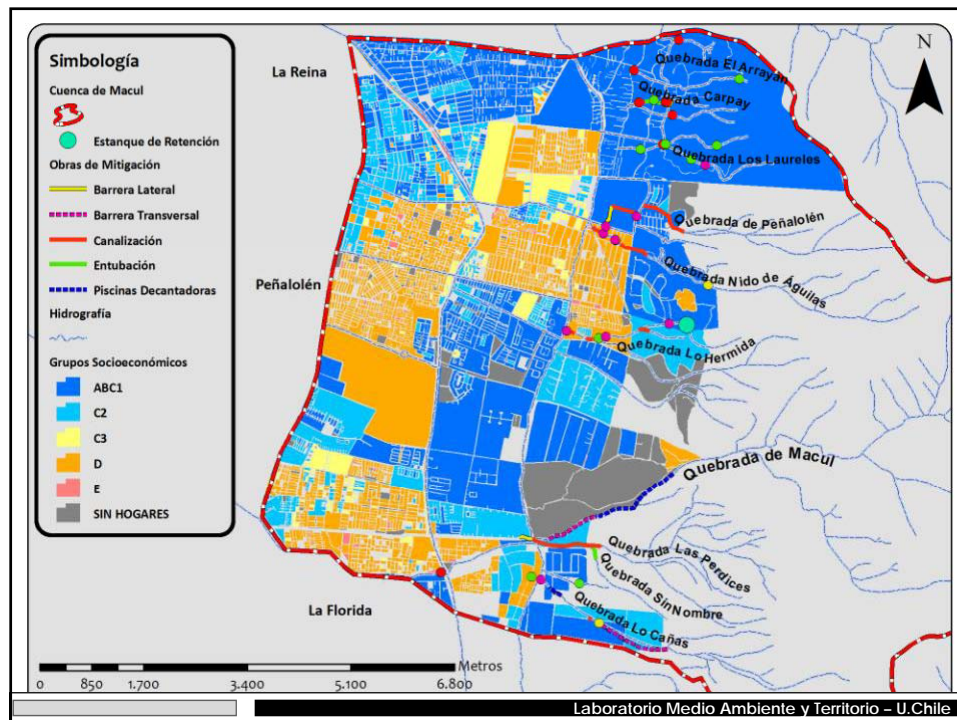 Simbología
Cuenca de Macul
Estanque de Retención
Obras de Mitigación
Barrera Lateral
Barrera Transversal
Canalización
Entubación
Piscinas Decantadoras
Hidrografía
Grupos Socioeconómicos
ABC1
C2
C3
D
E
SIN HOGARES
N
La Reina
Quebrada El Arrayán
Quebrada Carpay
Quebrada Los Laureles
Quebrada de Peñalolén
Peñalolén
Quebrada Nido de Águilas
Quebrada Lo Hermida
Quebrada de Macul
Quebrada Las Perdices
Quebrada Sin Nombre
La Florida
Quebrada Lo Cañas
Metros
0 850 1.700 3.400 5.100 6.800
Laboratorio Medio Ambiente y Territorio – U.Chile